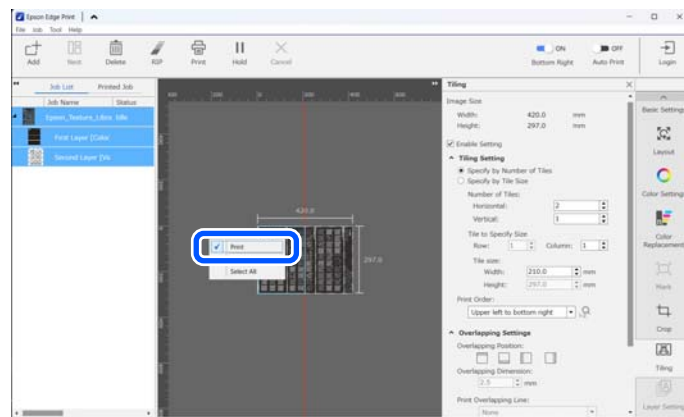 Epson Edge Print
File Job Tool Help
Add Nest Delete RIP Print Hold Cancel
ON OFF
Bottom Right Auto Print Login
Job List Printed Job
Job Name Status
Epson_Texture_Libra Idle
First Layer [Color
Second Layer [Va
420.0
297.0
Print
Select All
Tiling
Image Size
Width: 420.0 mm
Height: 297.0 mm
Enable Setting
Tiling Setting
Specify by Number of Tiles
Specify by Tile Size
Number of Tiles:
Horizontal: 2
Vertical: 1
Tile to Specify Size
Row: 1 Column: 1
Tile size:
Width: 210.0 mm
Height: 297.0 mm
Print Order:
Upper left to bottom right
Overlapping Settings
Overlapping Position:
Overlapping Dimension:
2.5 mm
Print Overlapping Line:
None
Basic Settings
Layout
Color Settings
Color
Replacement
Mark
Crop
Tiling
Layer Settings